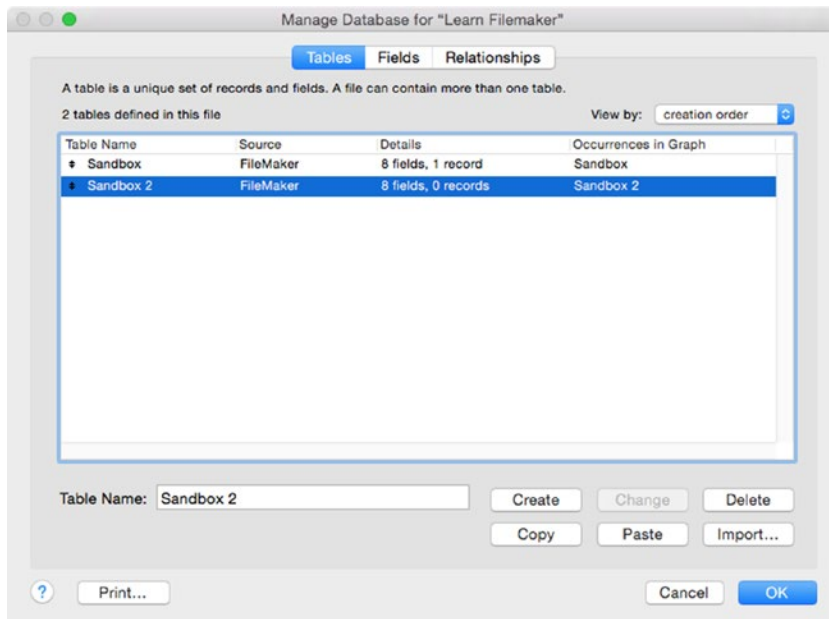 Manage Database for “Learn Filemaker”
Tables Fields Relationships
A table is a unique set of records and fields. A file can contain more than one table.
2 tables defined in this file View by: creation order
Table Name Source Details Occurrences in Graph
Sandbox FileMaker 8 fields, 1 record Sandbox
Sandbox 2 FileMaker 8 fields, 0 records Sandbox 2
Table Name: Sandbox 2 Create Change Delete
Copy Paste Import...
? Print... Cancel OK